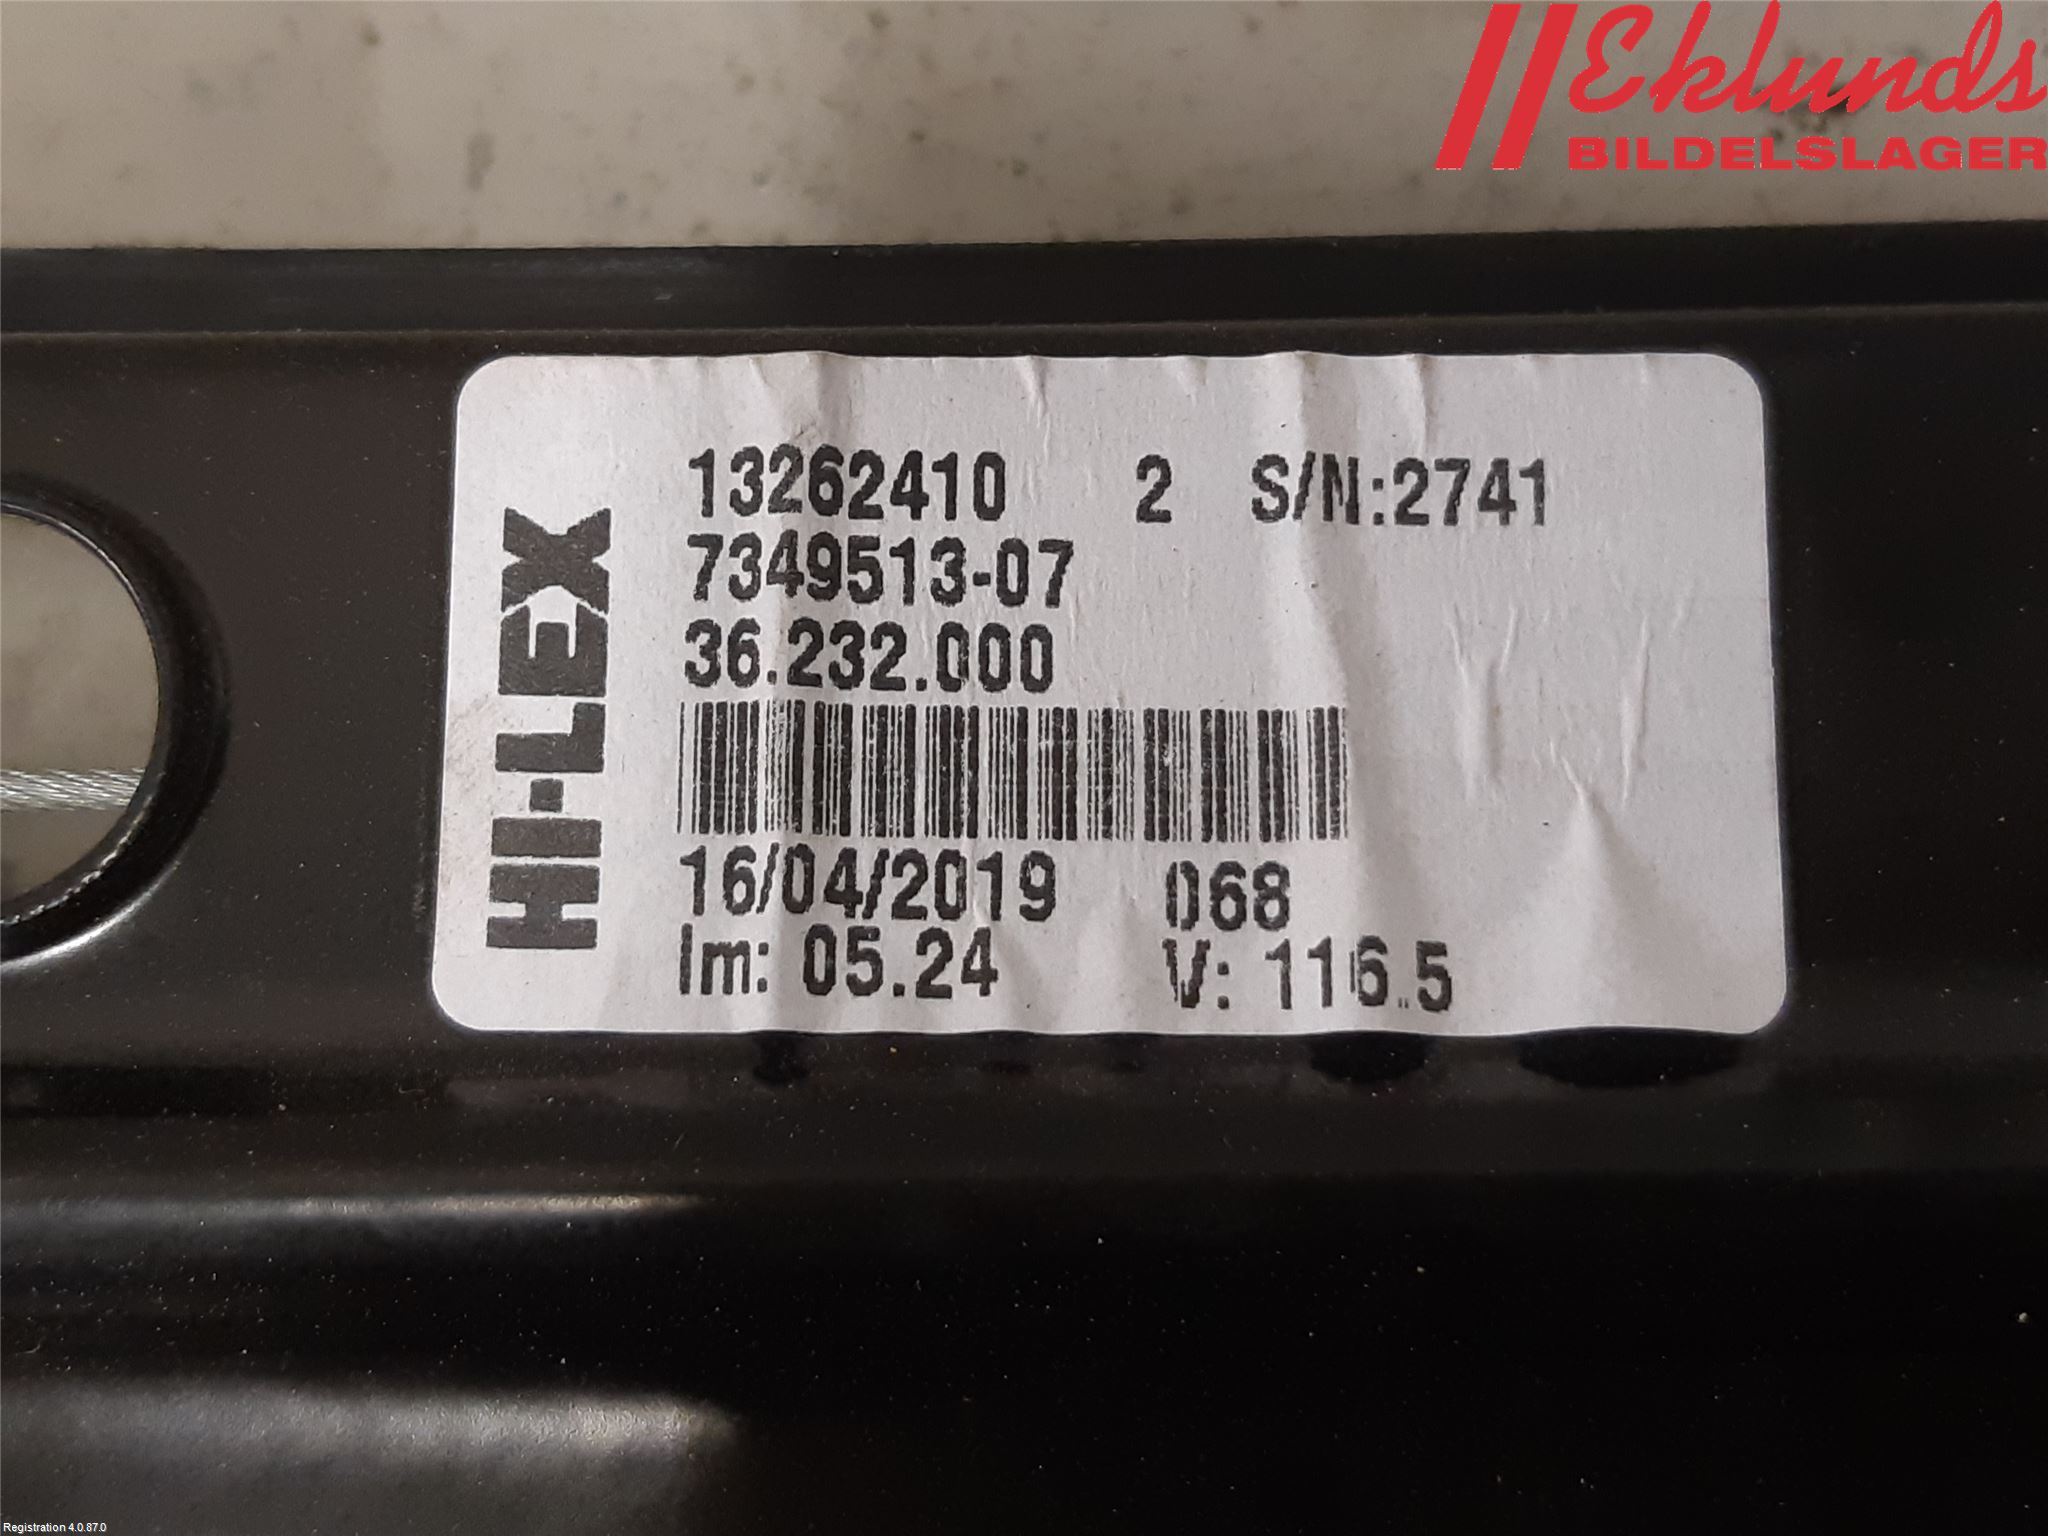 Eklunds
BILDELSLAGER
HI-LEX
13262410 2 S/N:2741
7349513-07
36.232.000
16/04/2019 068
Im: 05.24 V: 116.5
Registration 4.0.87.0